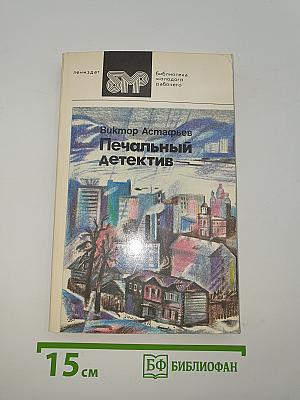 лениздат
БМР
библиотека
молодого
рабочего
Виктор Астафьев
Печальный
детектив
15 см
БФ БИБЛИОФАН